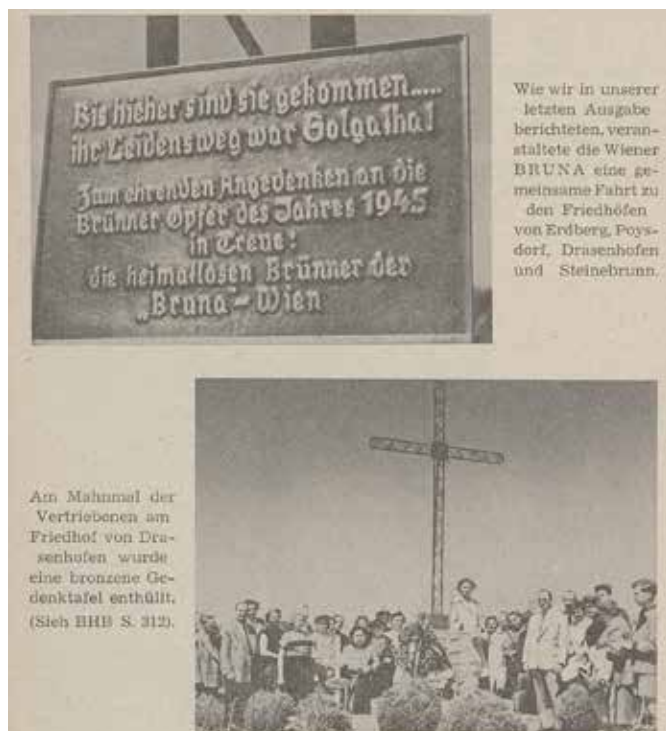 Bis hieher sind sie gekommen.....
ihr Leidensweg war Golgatha!
Zum ehrenden Angedenken an die
Brünner Opfer des Jahres 1945
in Treue:
die heimatlosen Brünner der
„Bruna"-Wien
Wie wir in unserer
letzten Ausgabe
berichteten, veran-
staltete die Wiener
BRUNA eine ge-
meinsame Fahrt zu
den Friedhöfen
von Erdberg, Poys-
dorf, Drasenhofen
und Steinebrunn.
Am Mahnmal der
Vertriebenen am
Friedhof von Dra-
senhofen wurde
eine bronzene Ge-
denktafel enthüllt.
(Sieh BHB S. 312).